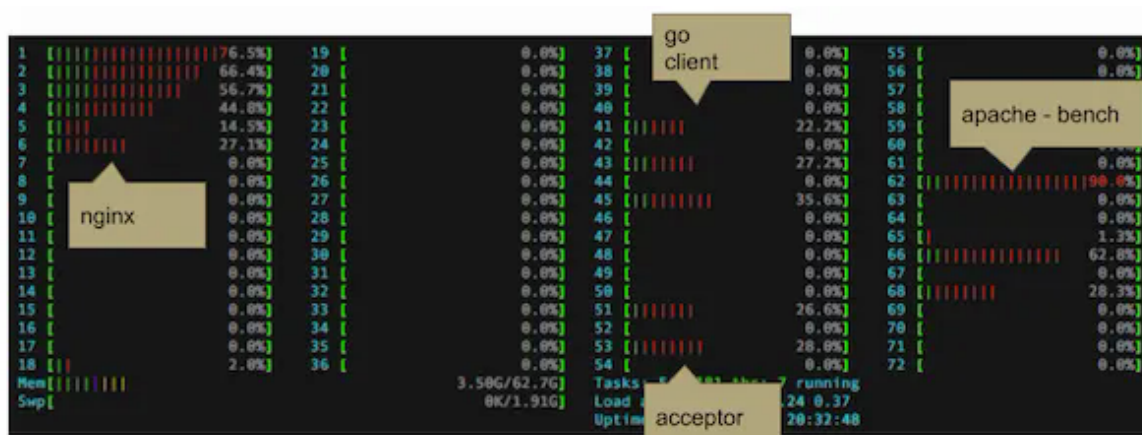 1 [76.5%] 19 [0.0%] 37 [0.0%] 55 [0.0%]
2 [66.4%] 20 [0.0%] 38 [0.0%] 56 [0.0%]
3 [56.7%] 21 [0.0%] 39 [0.0%] 57 [
4 [44.8%] 22 [0.0%] 40 [0.0%] 58 [
5 [14.5%] 23 [0.0%] 41 [22.2%] 59 [
6 [27.1%] 24 [0.0%] 42 [0.0%] 60 [
7 [0.0%] 25 [0.0%] 43 [27.2%] 61 [0.0%]
8 [0.0%] 26 [0.0%] 44 [0.0%] 62 [90.0%]
9 [0.0%] 27 [0.0%] 45 [35.6%] 63 [0.0%]
10 [0.0%] 28 [0.0%] 46 [0.0%] 64 [0.0%]
11 [0.0%] 29 [0.0%] 47 [0.0%] 65 [1.3%]
12 [0.0%] 30 [0.0%] 48 [0.0%] 66 [62.8%]
13 [0.0%] 31 [0.0%] 49 [0.0%] 67 [0.0%]
14 [0.0%] 32 [0.0%] 50 [0.0%] 68 [28.3%]
15 [0.0%] 33 [0.0%] 51 [26.6%] 69 [0.0%]
16 [0.0%] 34 [0.0%] 52 [0.0%] 70 [0.0%]
17 [0.0%] 35 [0.0%] 53 [28.0%] 71 [0.0%]
18 [2.0%] 36 [0.0%] 54 [0.0%] 72 [0.0%]
Mem[3.50G/62.7G] Tasks: 7 running
Swp[0K/1.91G] Load .24 0.37
Uptime 20:32:48
go
client
apache - bench
nginx
acceptor